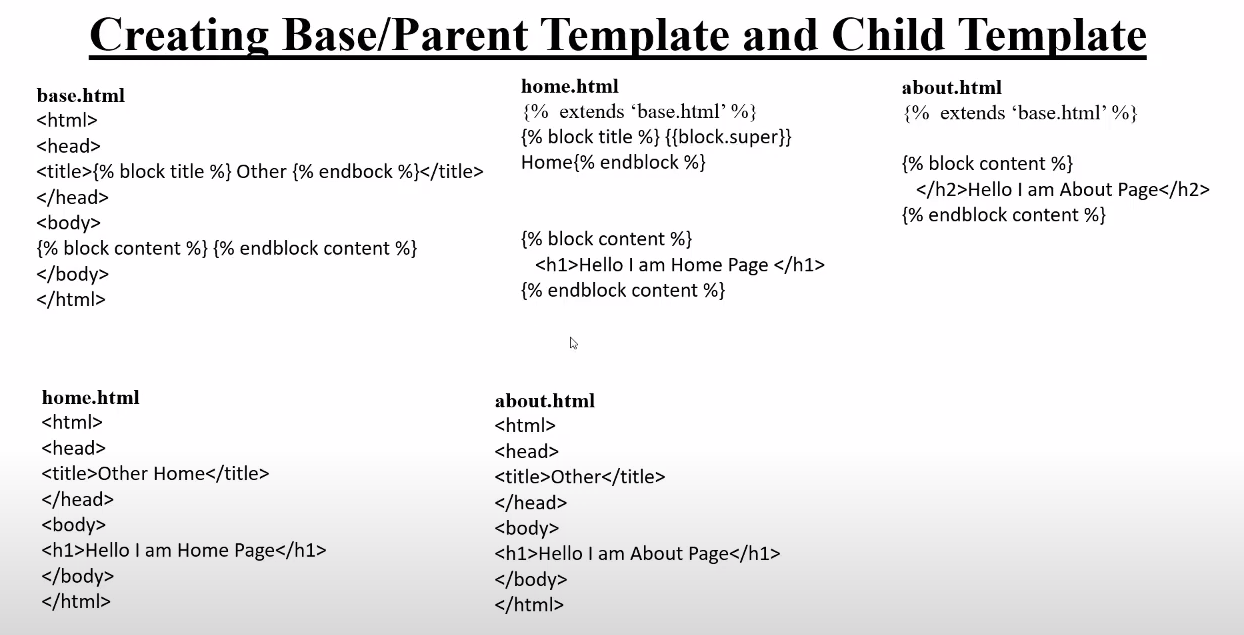 Creating Base/Parent Template and Child Template
base.html
<html>
<head>
<title>{% block title %} Other {% endbock %}</title>
</head>
<body>
{% block content %} {% endblock content %}
</body>
</html>
home.html
{%  extends ‘base.html’ %}
{% block title %} {{block.super}}
Home{% endblock %}
{% block content %}
<h1>Hello I am Home Page </h1>
{% endblock content %}
about.html
{%  extends ‘base.html’ %}
{% block content %}
</h2>Hello I am About Page</h2>
{% endblock content %}
home.html
<html>
<head>
<title>Other Home</title>
</head>
<body>
<h1>Hello I am Home Page</h1>
</body>
</html>
about.html
<html>
<head>
<title>Other</title>
</head>
<body>
<h1>Hello I am About Page</h1>
</body>
</html>